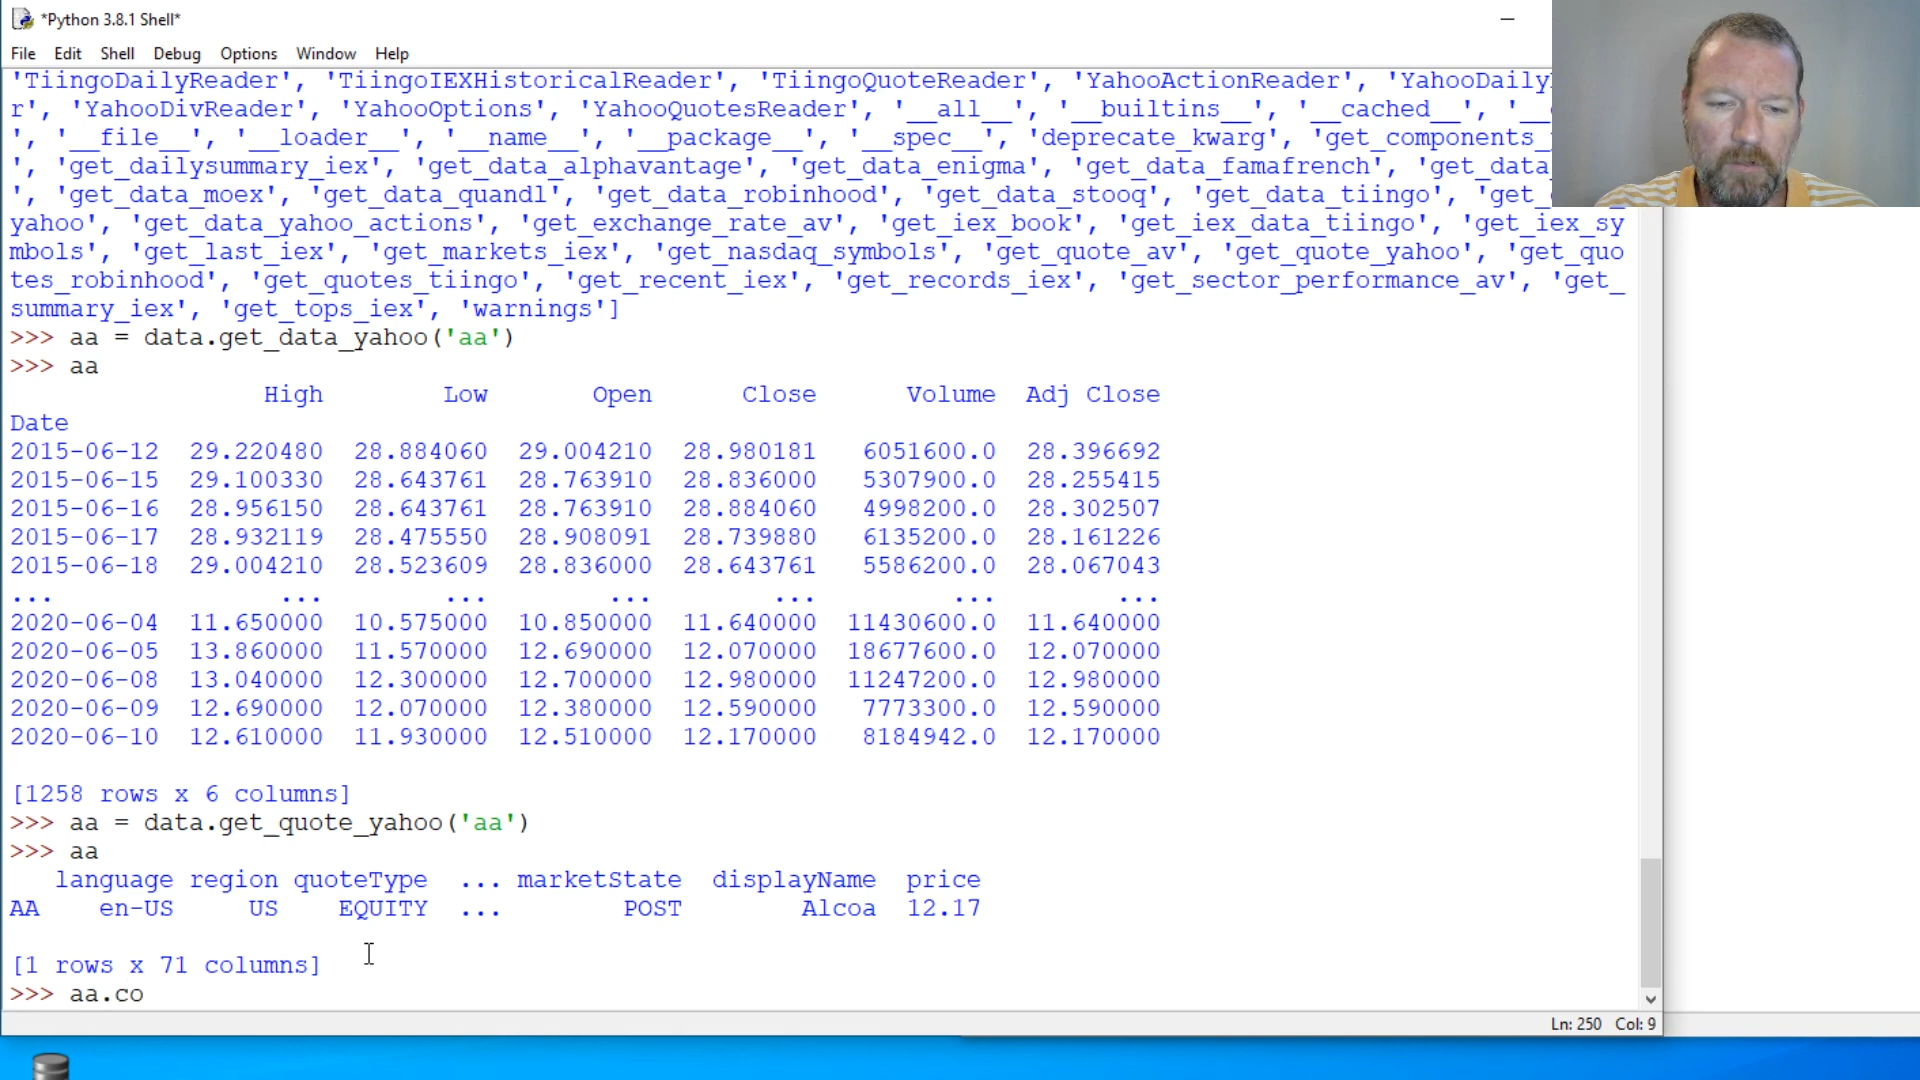 *Python 3.8.1 Shell*
File Edit Shell Debug Options Window Help
'TiingoDailyReader', 'TiingoIEXHistoricalReader', 'TiingoQuoteReader', 'YahooActionReader', 'YahooDaily
r', 'YahooDivReader', 'YahooOptions', 'YahooQuotesReader', '__all__', '__builtins__', '__cached__', '__
', '__file__', '__loader__', '__name__', '__package__', '__spec__', 'deprecate_kwarg', 'get_components_
', 'get_dailysummary_iex', 'get_data_alphavantage', 'get_data_enigma', 'get_data_famafrench', 'get_data_
', 'get_data_moex', 'get_data_quandl', 'get_data_robinhood', 'get_data_stooq', 'get_data_tiingo', 'get_
yahoo', 'get_data_yahoo_actions', 'get_exchange_rate_av', 'get_iex_book', 'get_iex_data_tiingo', 'get_iex_sy
mbols', 'get_last_iex', 'get_markets_iex', 'get_nasdaq_symbols', 'get_quote_av', 'get_quote_yahoo', 'get_quo
tes_robinhood', 'get_quotes_tiingo', 'get_recent_iex', 'get_records_iex', 'get_sector_performance_av', 'get_
summary_iex', 'get_tops_iex', 'warnings']
>>> aa = data.get_data_yahoo('aa')
>>> aa
High Low Open Close Volume Adj Close
Date
2015-06-12 29.220480 28.884060 29.004210 28.980181 6051600.0 28.396692
2015-06-15 29.100330 28.643761 28.763910 28.836000 5307900.0 28.255415
2015-06-16 28.956150 28.643761 28.763910 28.884060 4998200.0 28.302507
2015-06-17 28.932119 28.475550 28.908091 28.739880 6135200.0 28.161226
2015-06-18 29.004210 28.523609 28.836000 28.643761 5586200.0 28.067043
... ... ... ... ... ... ...
2020-06-04 11.650000 10.575000 10.850000 11.640000 11430600.0 11.640000
2020-06-05 13.860000 11.570000 12.690000 12.070000 18677600.0 12.070000
2020-06-08 13.040000 12.300000 12.700000 12.980000 11247200.0 12.980000
2020-06-09 12.690000 12.070000 12.380000 12.590000 7773300.0 12.590000
2020-06-10 12.610000 11.930000 12.510000 12.170000 8184942.0 12.170000
[1258 rows x 6 columns]
>>> aa = data.get_quote_yahoo('aa')
>>> aa
language region quoteType ... marketState displayName price
AA en-US US EQUITY ... POST Alcoa 12.17
[1 rows x 71 columns]
>>> aa.co
Ln: 250 Col: 9